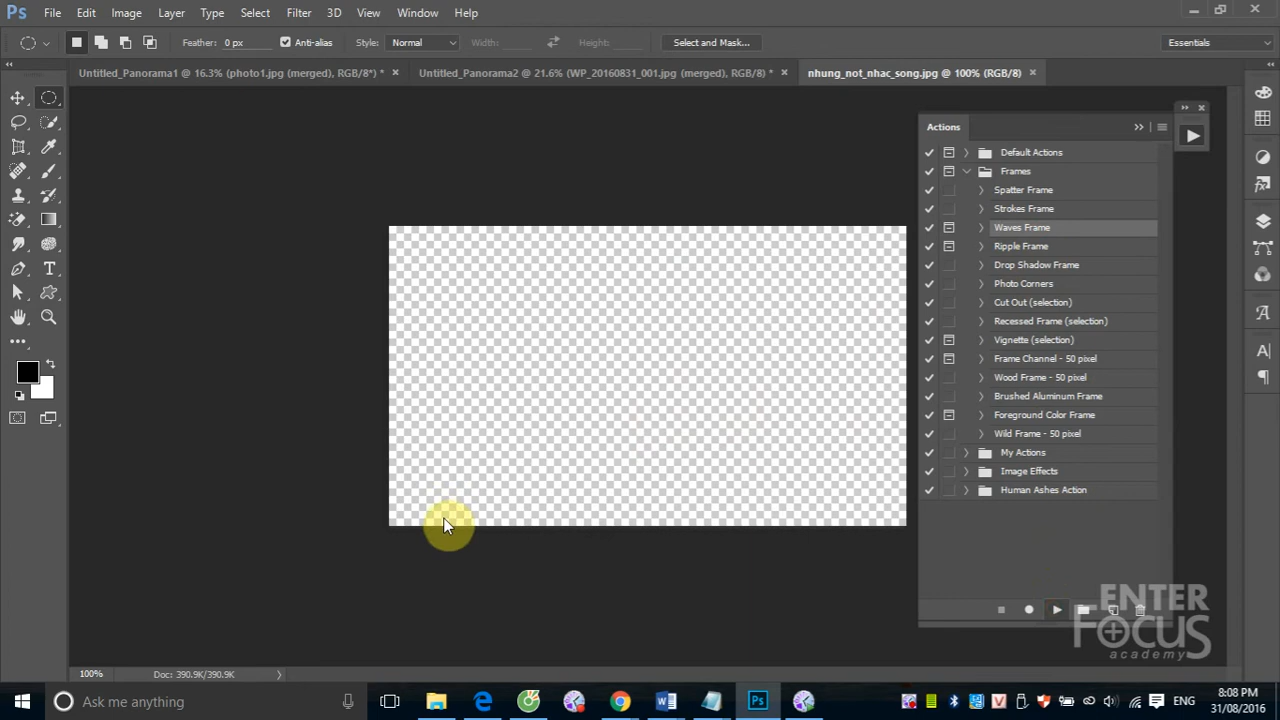 Ps File Edit Image Layer Type Select Filter 3D View Window Help
Feather: 0 px Anti-alias Style: Normal Width: Height: Select and Mask... Essentials
Untitled_Panorama1 @ 16.3% (photo1.jpg (merged), RGB/8*) * × Untitled_Panorama2 @ 21.6% (WP_20160831_001.jpg (merged), RGB/8) * × nhung_not_nhac_song.jpg @ 100% (RGB/8) ×
Actions
Default Actions
Frames
Spatter Frame
Strokes Frame
Waves Frame
Ripple Frame
Drop Shadow Frame
Photo Corners
Cut Out (selection)
Recessed Frame (selection)
Vignette (selection)
Frame Channel - 50 pixel
Wood Frame - 50 pixel
Brushed Aluminum Frame
Foreground Color Frame
Wild Frame - 50 pixel
My Actions
Image Effects
Human Ashes Action
ENTER
FOCUS
academy
100% Doc: 390.9K/390.9K
Ask me anything
ENG
8:08 PM
31/08/2016